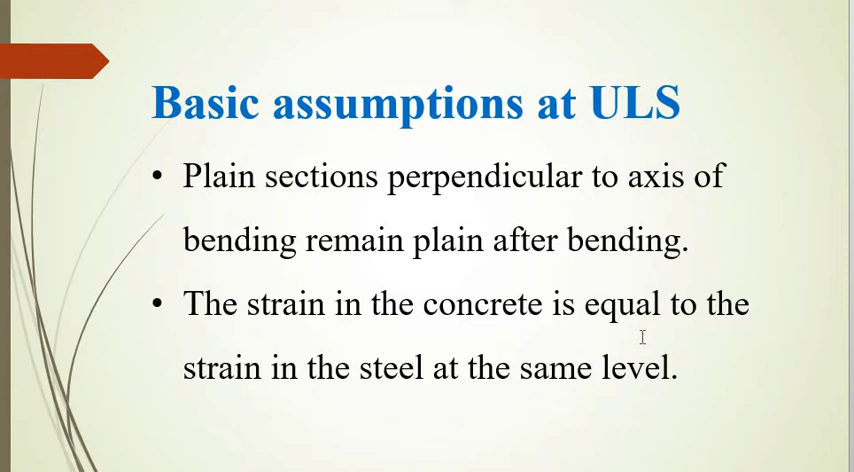 Basic assumptions at ULS
• Plain sections perpendicular to axis of
bending remain plain after bending.
• The strain in the concrete is equal to the
strain in the steel at the same level.